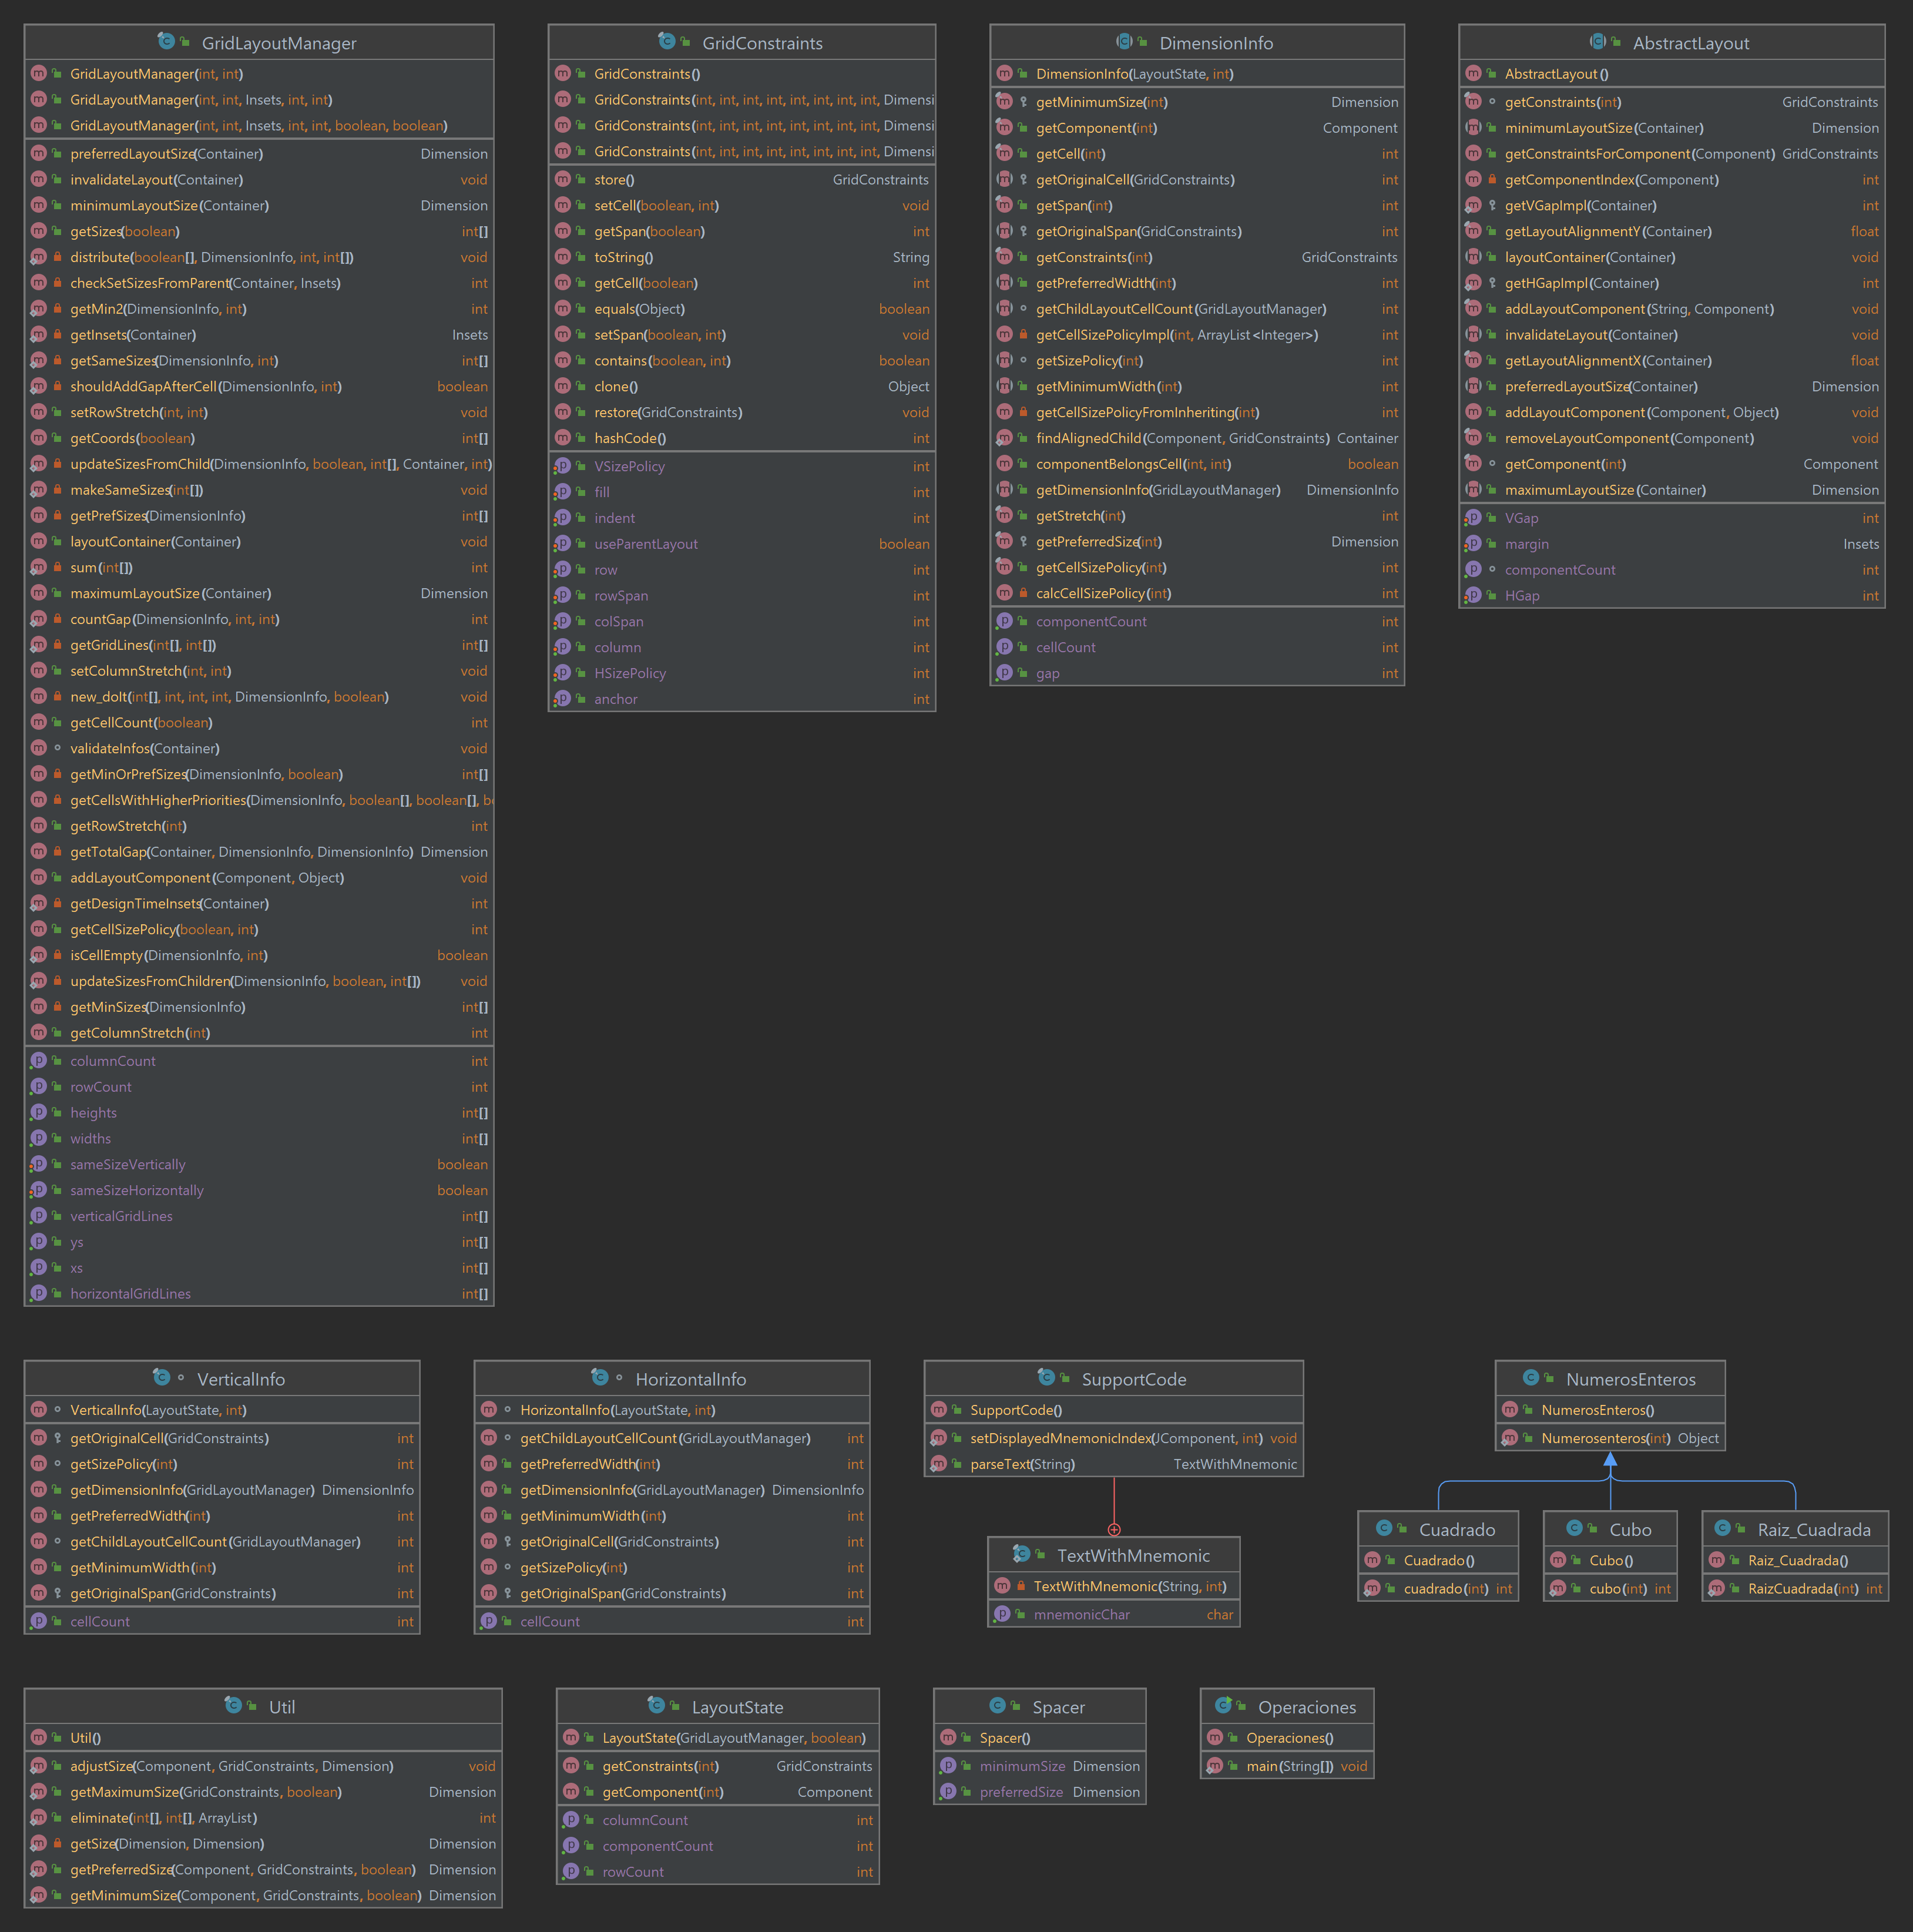 GridLayoutManager
GridLayoutManager(int, int)
GridLayoutManager(int, int, Insets, int, int)
GridLayoutManager(int, int, Insets, int, int, boolean, boolean)
preferredLayoutSize(Container) Dimension
invalidateLayout(Container) void
minimumLayoutSize(Container) Dimension
getSizes(boolean) int[]
distribute(boolean[], DimensionInfo, int, int[]) void
checkSetSizesFromParent(Container, Insets) int
getMin2(DimensionInfo, int) int
getInsets(Container) Insets
getSameSizes(DimensionInfo, int) int[]
shouldAddGapAfterCell(DimensionInfo, int) boolean
setRowStretch(int, int) void
getCoords(boolean) int[]
updateSizesFromChild(DimensionInfo, boolean, int[], Container, int)
makeSameSizes(int[]) void
getPrefSizes(DimensionInfo) int[]
layoutContainer(Container) void
sum(int[]) int
maximumLayoutSize(Container) Dimension
countGap(DimensionInfo, int, int) int
getGridLines(int[], int[]) int[]
setColumnStretch(int, int) void
new_doIt(int[], int, int, int, DimensionInfo, boolean) void
getCellCount(boolean) int
validateInfos(Container) void
getMinOrPrefSizes(DimensionInfo, boolean) int[]
getCellsWithHigherPriorities(DimensionInfo, boolean[], boolean[], b
getRowStretch(int) int
getTotalGap(Container, DimensionInfo, DimensionInfo) Dimension
addLayoutComponent(Component, Object) void
getDesignTimeInsets(Container) int
getCellSizePolicy(boolean, int) int
isCellEmpty(DimensionInfo, int) boolean
updateSizesFromChildren(DimensionInfo, boolean, int[]) void
getMinSizes(DimensionInfo) int[]
getColumnStretch(int) int
columnCount int
rowCount int
heights int[]
widths int[]
sameSizeVertically boolean
sameSizeHorizontally boolean
verticalGridLines int[]
ys int[]
xs int[]
horizontalGridLines int[]
GridConstraints
GridConstraints()
GridConstraints(int, int, int, int, int, int, int, int, Dimensi
GridConstraints(int, int, int, int, int, int, int, int, Dimensi
GridConstraints(int, int, int, int, int, int, int, int, Dimensi
store() GridConstraints
setCell(boolean, int) void
getSpan(boolean) int
toString() String
getCell(boolean) int
equals(Object) boolean
setSpan(boolean, int) void
contains(boolean, int) boolean
clone() Object
restore(GridConstraints) void
hashCode() int
VSizePolicy int
fill int
indent int
useParentLayout boolean
row int
rowSpan int
colSpan int
column int
HSizePolicy int
anchor int
DimensionInfo
DimensionInfo(LayoutState, int)
getMinimumSize(int) Dimension
getComponent(int) Component
getCell(int) int
getOriginalCell(GridConstraints) int
getSpan(int) int
getOriginalSpan(GridConstraints) int
getConstraints(int) GridConstraints
getPreferredWidth(int) int
getChildLayoutCellCount(GridLayoutManager) int
getCellSizePolicyImpl(int, ArrayList<Integer>) int
getSizePolicy(int) int
getMinimumWidth(int) int
getCellSizePolicyFromInheriting(int) int
findAlignedChild(Component, GridConstraints) Container
componentBelongsCell(int, int) boolean
getDimensionInfo(GridLayoutManager) DimensionInfo
getStretch(int) int
getPreferredSize(int) Dimension
getCellSizePolicy(int) int
calcCellSizePolicy(int) int
componentCount int
cellCount int
gap int
AbstractLayout
AbstractLayout()
getConstraints(int) GridConstraints
minimumLayoutSize(Container) Dimension
getConstraintsForComponent(Component) GridConstraints
getComponentIndex(Component) int
getVGapImpl(Container) int
getLayoutAlignmentY(Container) float
layoutContainer(Container) void
getHGapImpl(Container) int
addLayoutComponent(String, Component) void
invalidateLayout(Container) void
getLayoutAlignmentX(Container) float
preferredLayoutSize(Container) Dimension
addLayoutComponent(Component, Object) void
removeLayoutComponent(Component) void
getComponent(int) Component
maximumLayoutSize(Container) Dimension
VGap int
margin Insets
componentCount int
HGap int
VerticalInfo
VerticalInfo(LayoutState, int)
getOriginalCell(GridConstraints) int
getSizePolicy(int) int
getDimensionInfo(GridLayoutManager) DimensionInfo
getPreferredWidth(int) int
getChildLayoutCellCount(GridLayoutManager) int
getMinimumWidth(int) int
getOriginalSpan(GridConstraints) int
cellCount int
HorizontalInfo
HorizontalInfo(LayoutState, int)
getChildLayoutCellCount(GridLayoutManager) int
getPreferredWidth(int) int
getDimensionInfo(GridLayoutManager) DimensionInfo
getMinimumWidth(int) int
getOriginalCell(GridConstraints) int
getSizePolicy(int) int
getOriginalSpan(GridConstraints) int
cellCount int
SupportCode
SupportCode()
setDisplayedMnemonicIndex(JComponent, int) void
parseText(String) TextWithMnemonic
TextWithMnemonic
TextWithMnemonic(String, int)
mnemonicChar char
NumerosEnteros
NumerosEnteros()
Numerosenteros(int) Object
Cuadrado
Cuadrado()
cuadrado(int) int
Cubo
Cubo()
cubo(int) int
Raiz_Cuadrada
Raiz_Cuadrada()
RaizCuadrada(int) int
Util
Util()
adjustSize(Component, GridConstraints, Dimension) void
getMaximumSize(GridConstraints, boolean) Dimension
eliminate(int[], int[], ArrayList) int
getSize(Dimension, Dimension) Dimension
getPreferredSize(Component, GridConstraints, boolean) Dimension
getMinimumSize(Component, GridConstraints, boolean) Dimension
LayoutState
LayoutState(GridLayoutManager, boolean)
getConstraints(int) GridConstraints
getComponent(int) Component
columnCount int
componentCount int
rowCount int
Spacer
Spacer()
minimumSize Dimension
preferredSize Dimension
Operaciones
Operaciones()
main(String[]) void